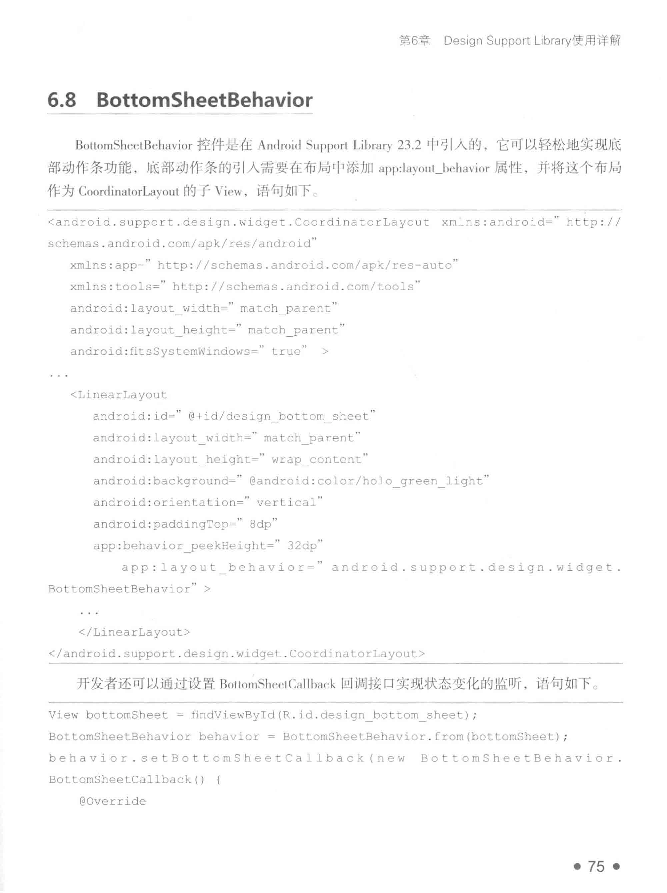 第6章 Design Support Library使用详解
6.8 BottomSheetBehavior
BottomSheetBehavior 控件是在 Android Support Library 23.2 中引入的，它可以轻松地实现底
部动作条功能，底部动作条的引入需要在布局中添加 app:layout_behavior 属性，并将这个布局
作为 CoordinatorLayout 的子 View，语句如下。
<android.support.design.widget.CoordinatorLayout xmlns:android=” http://
schemas.android.com/apk/res/android”
xmlns:app=” http://schemas.android.com/apk/res-auto”
xmlns:tools=” http://schemas.android.com/tools”
android:layout_width=” match_parent”
android:layout_height=” match_parent”
android:fitsSystemWindows=” true” >
...
<LinearLayout
android:id=” @+id/design_bottom_sheet”
android:layout_width=” match_parent”
android:layout_height=” wrap_content”
android:background=” @android:color/holo_green_light”
android:orientation=” vertical”
android:paddingTop=” 8dp”
app:behavior_peekHeight=” 32dp”
app:layout_behavior=” android.support.design.widget.
BottomSheetBehavior” >
...
</LinearLayout>
</android.support.design.widget.CoordinatorLayout>
开发者还可以通过设置 BottomSheetCallback 回调接口实现状态变化的监听，语句如下。
View bottomSheet = findViewById(R.id.design_bottom_sheet);
BottomSheetBehavior behavior = BottomSheetBehavior.from(bottomSheet);
behavior.setBottomSheetCallback(new BottomSheetBehavior.
BottomSheetCallback() {
@Override
• 75 •